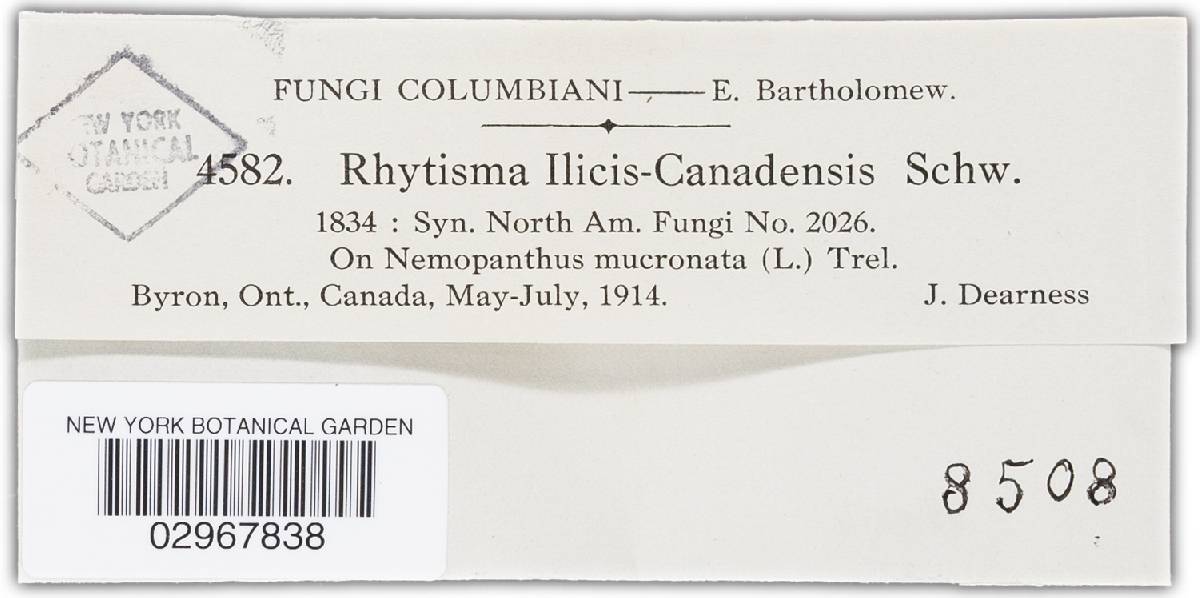 FUNGI COLUMBIANI——E. Bartholomew.
NEW YORK
BOTANICAL
GARDEN
4582. Rhytisma Ilicis-Canadensis Schw.
1834 : Syn. North Am. Fungi No. 2026.
On Nemopanthus mucronata (L.) Trel.
Byron, Ont., Canada, May-July, 1914. J. Dearness
NEW YORK BOTANICAL GARDEN
02967838
8508